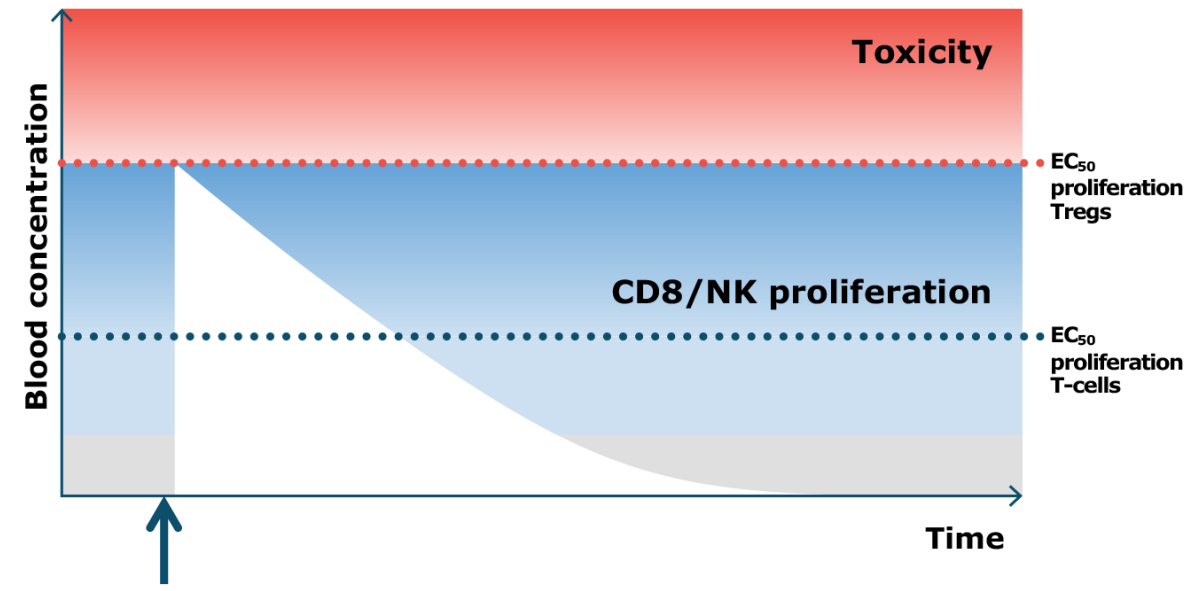 Toxicity
Blood concentration
EC₅₀
proliferation
Tregs
CD8/NK proliferation
EC₅₀
proliferation
T-cells
Time